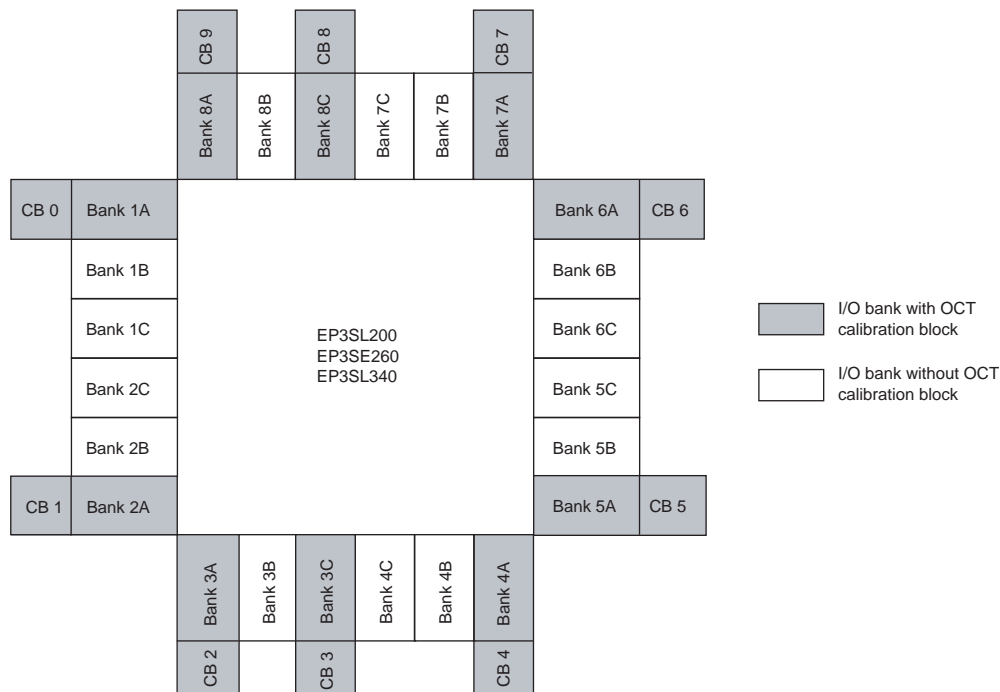 CB 9
CB 8
CB 7
Bank 8A
Bank 8B
Bank 8C
Bank 7C
Bank 7B
Bank 7A
CB 0
Bank 1A
Bank 6A
CB 6
Bank 1B
Bank 6B
Bank 1C
Bank 6C
EP3SL200
EP3SE260
EP3SL340
I/O bank with OCT
calibration block
I/O bank without OCT
calibration block
Bank 2C
Bank 5C
Bank 2B
Bank 5B
CB 1
Bank 2A
Bank 5A
CB 5
Bank 3A
Bank 3B
Bank 3C
Bank 4C
Bank 4B
Bank 4A
CB 2
CB 3
CB 4